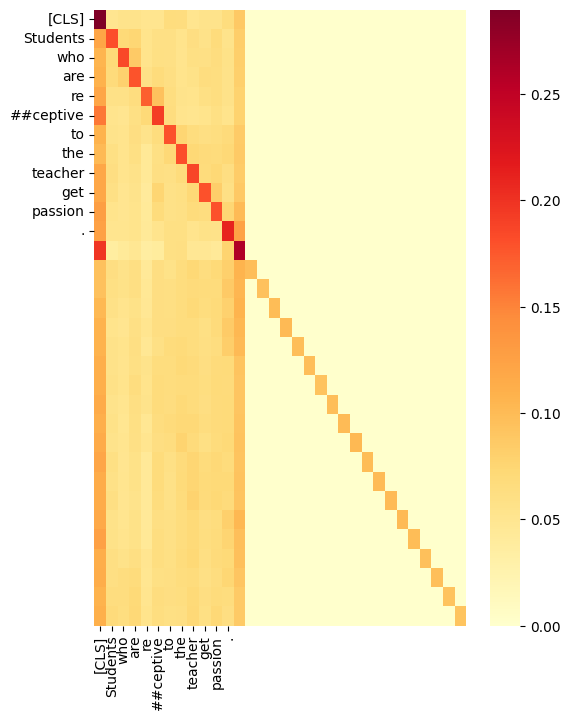 [CLS]
Students
who
are
re
##ceptive
to
the
teacher
get
passion
.
0.25
0.20
0.15
0.10
0.05
0.00
[CLS]
Students
who
are
re
##ceptive
to
the
teacher
get
passion
.